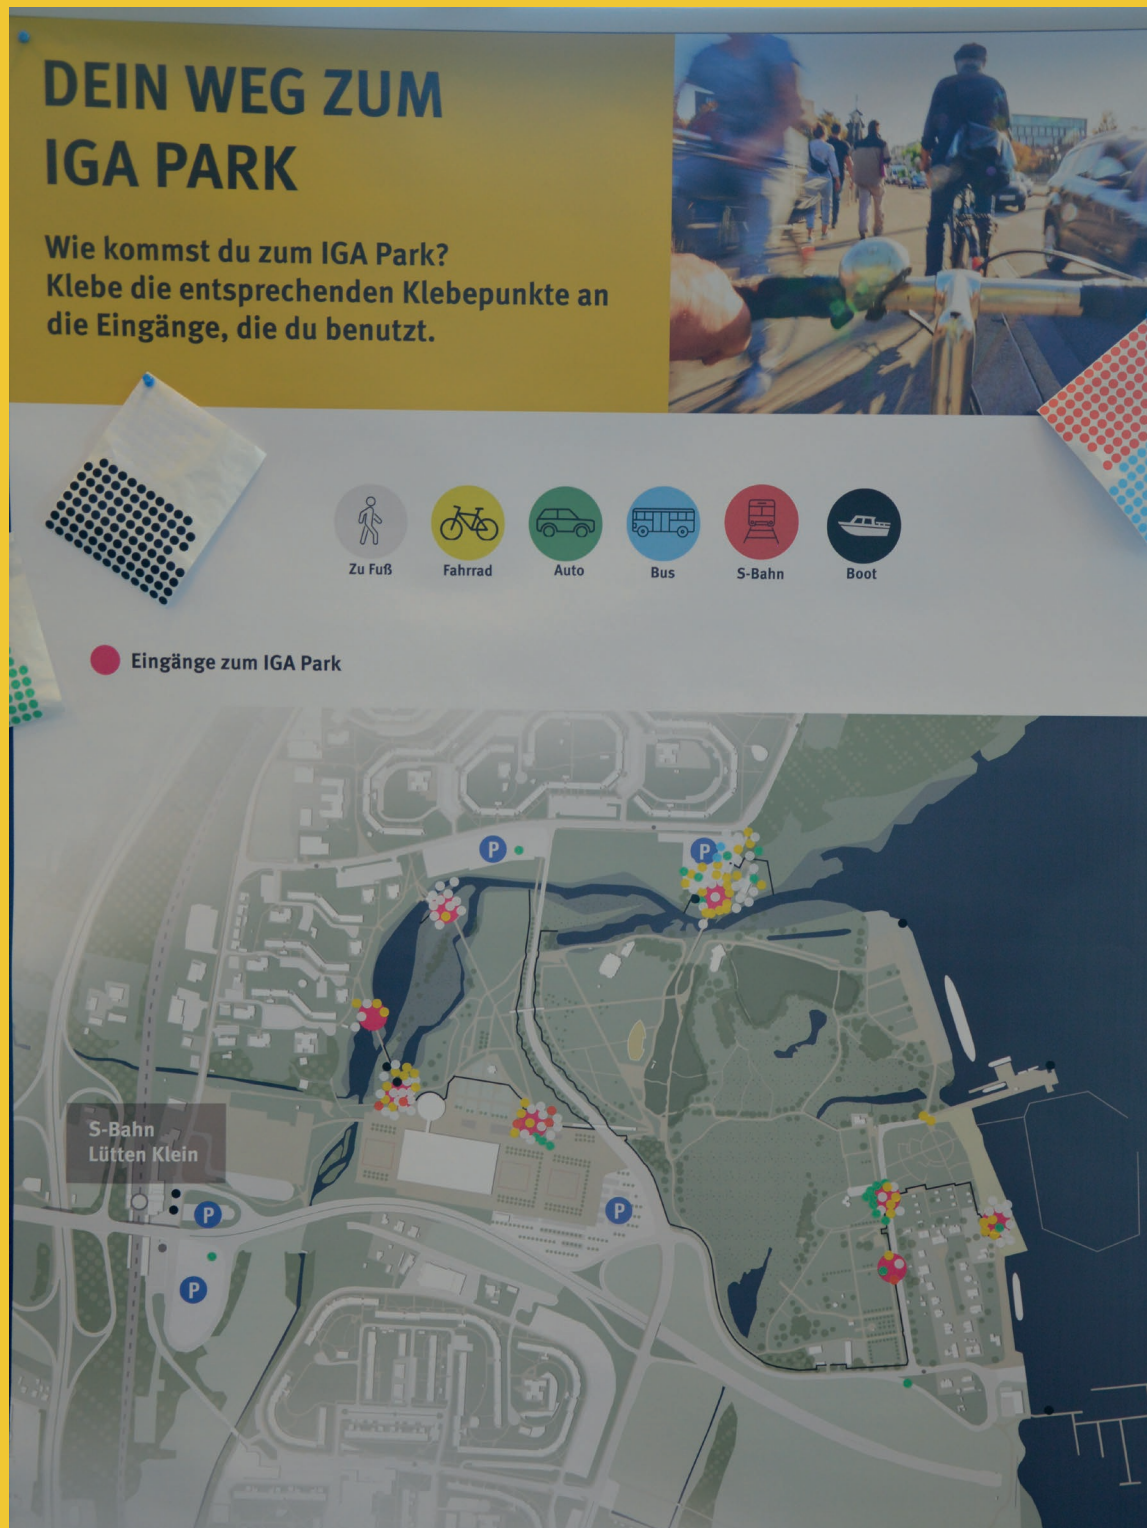 DEIN WEG ZUM
IGA PARK
Wie kommst du zum IGA Park?
Klebe die entsprechenden Klebepunkte an
die Eingänge, die du benutzt.
Zu Fuß
Fahrrad
Auto
Bus
S-Bahn
Boot
Eingänge zum IGA Park
P
P
S-Bahn
Lütten Klein
P
P
P